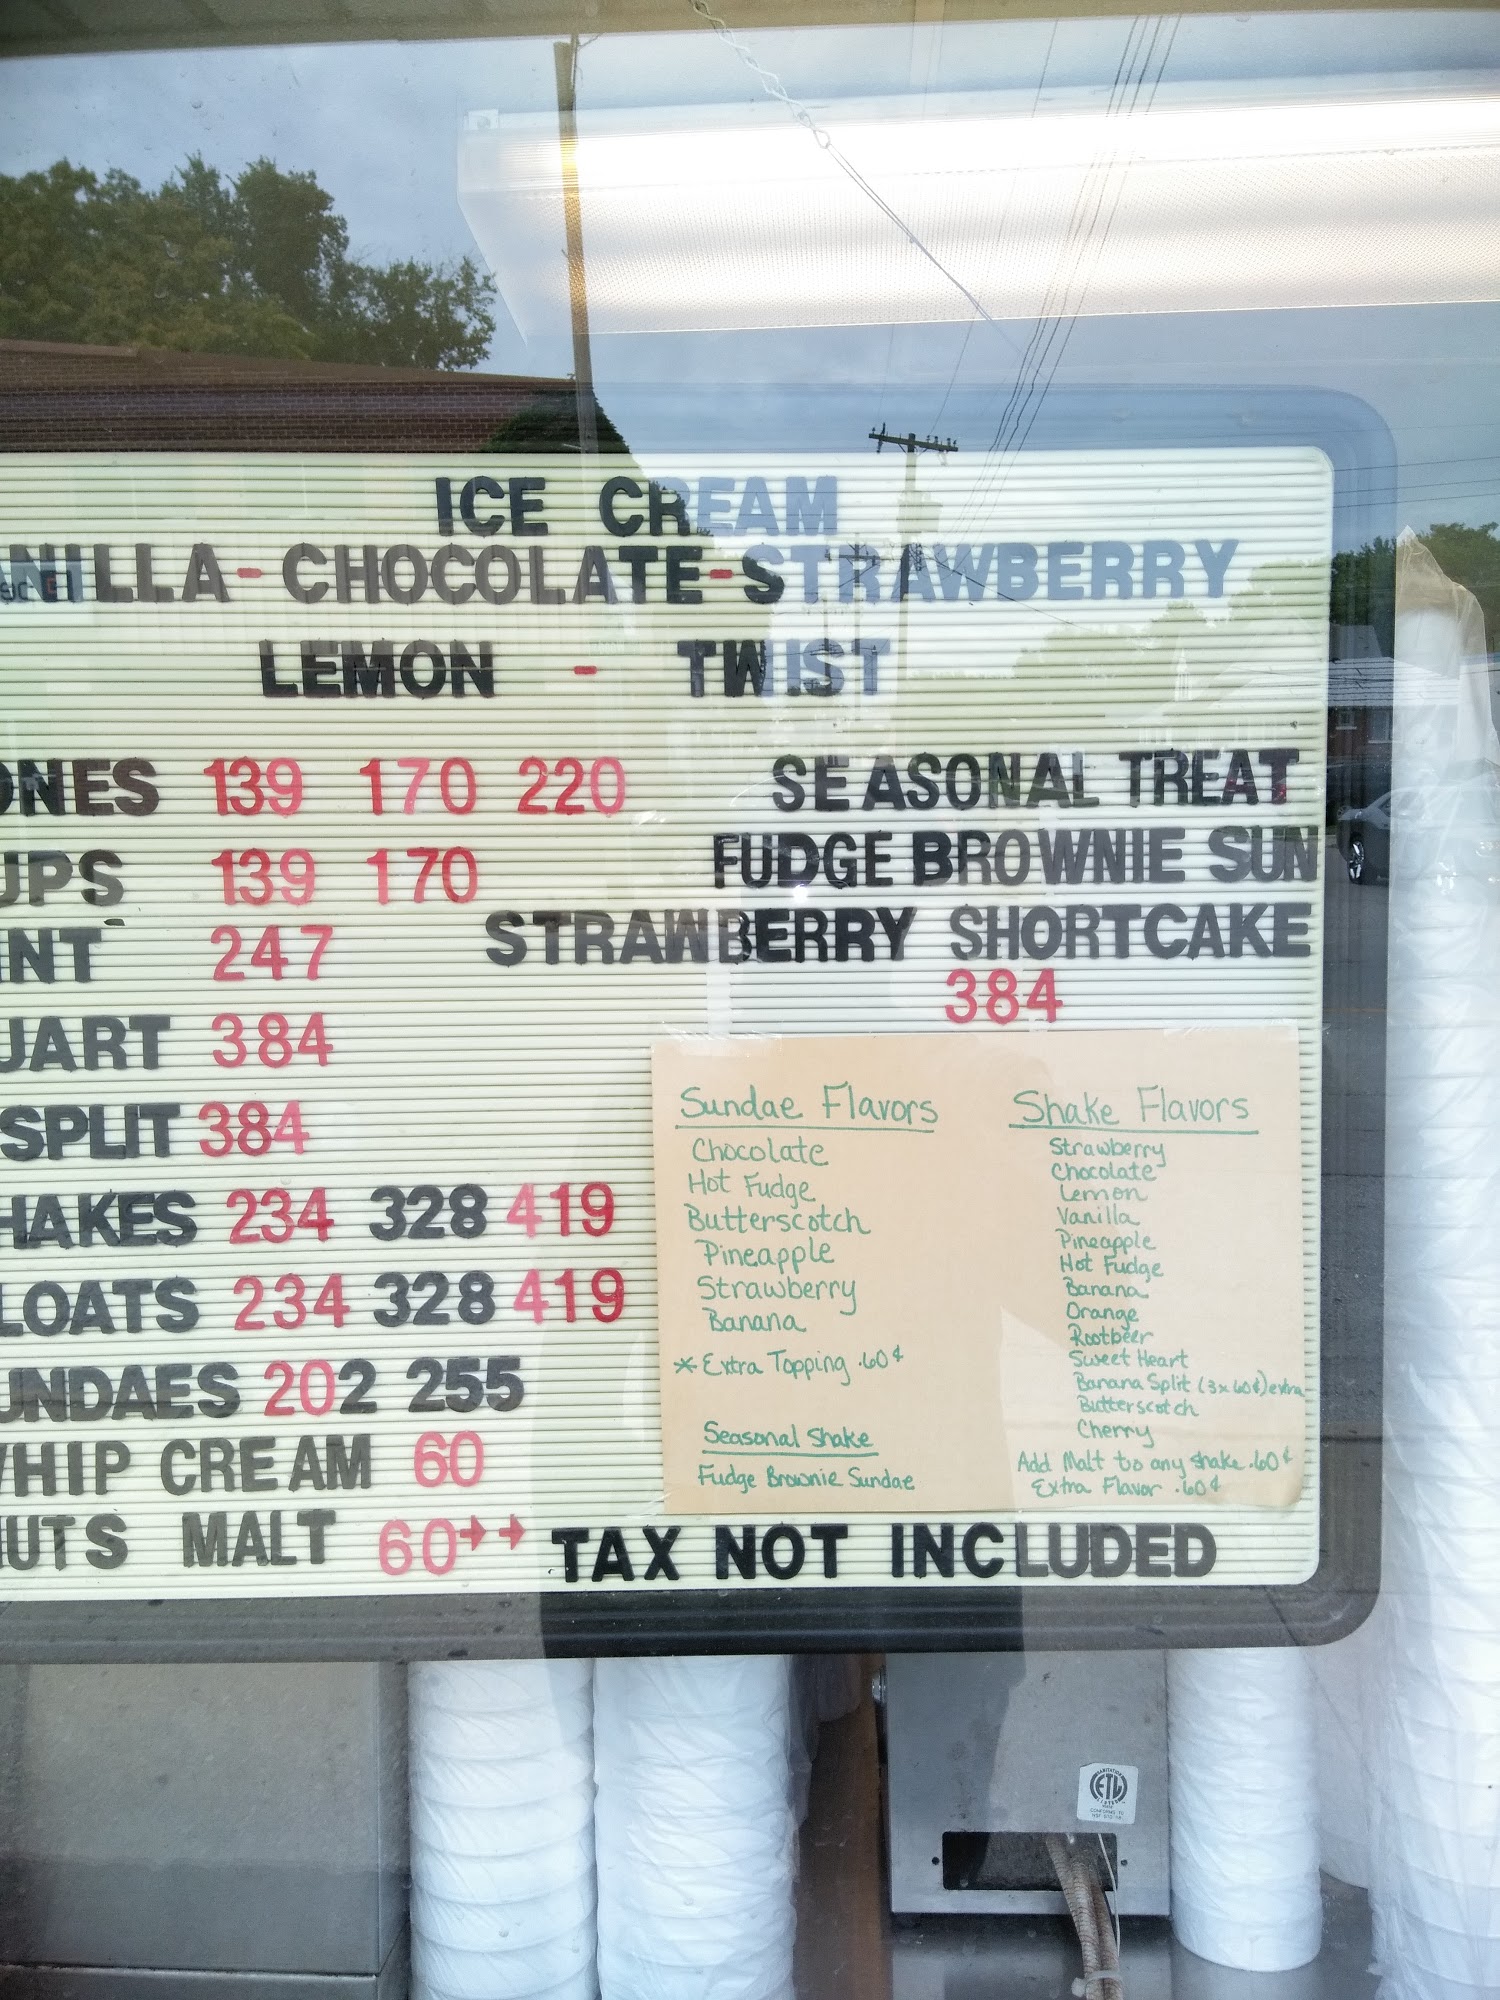 ICE CREAM
NILLA-CHOCOLATE-STRAWBERRY
LEMON - TWIST
ONES 139 170 220
UPS 139 170
INT 247
UART 384
SPLIT 384
HAKES 234 328 419
LOATS 234 328 419
UNDAES 202 255
WHIP CREAM 60
NUTS MALT 60
SEASONAL TREAT
FUDGE BROWNIE SUN
STRAWBERRY SHORTCAKE
384
Sundae Flavors
Chocolate
Hot Fudge
Butterscotch
Pineapple
Strawberry
Banana
* Extra Topping .60¢
Seasonal Shake
Fudge Brownie Sundae
Shake Flavors
Strawberry
Chocolate
Lemon
Vanilla
Pineapple
Hot Fudge
Banana
Orange
Rootbeer
Sweet Heart
Banana Split (3x60¢) extra
Butterscotch
Cherry
Add Malt to any shake .60¢
Extra Flavor .60¢
TAX NOT INCLUDED
ETL